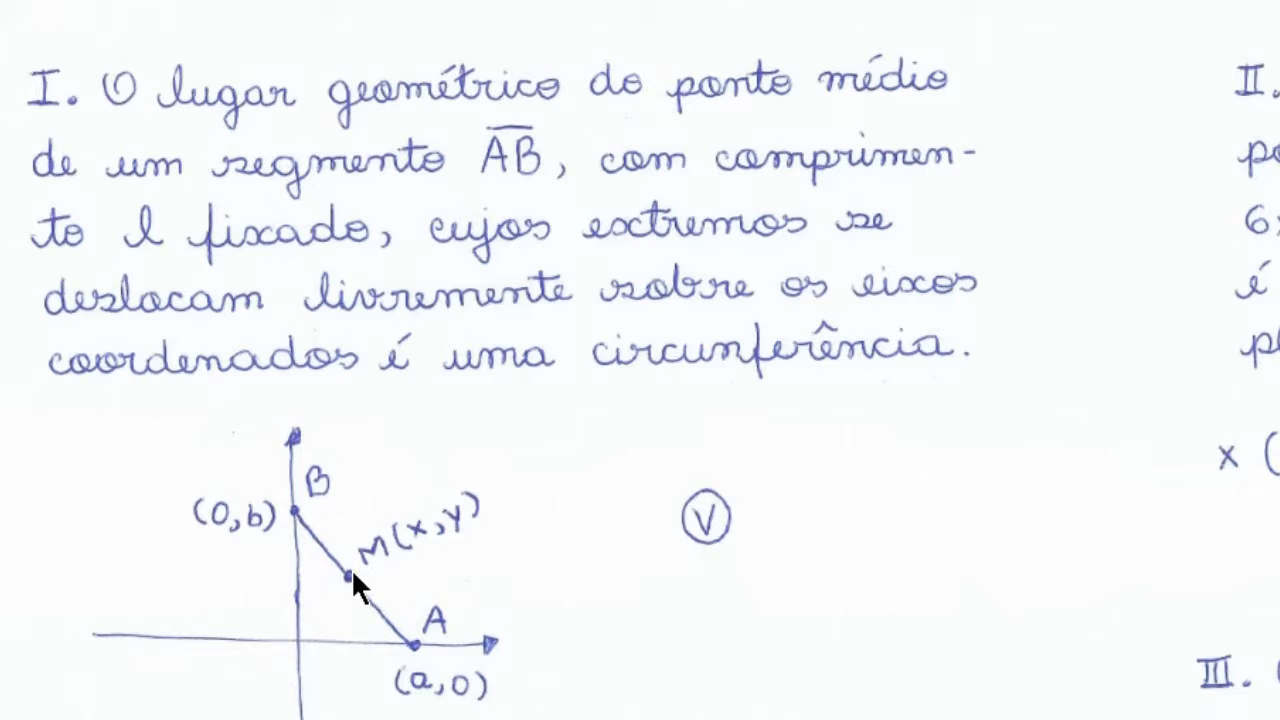 I. O lugar geométrico do ponto médio
de um segmento AB, com comprimen-
to l fixado, cujos extremos se
deslocam livremente sobre os eixos
coordenados é uma circunferência.
B
(0,b)
M(x,y)
V
A
(a,0)
II.
é
x (
III.